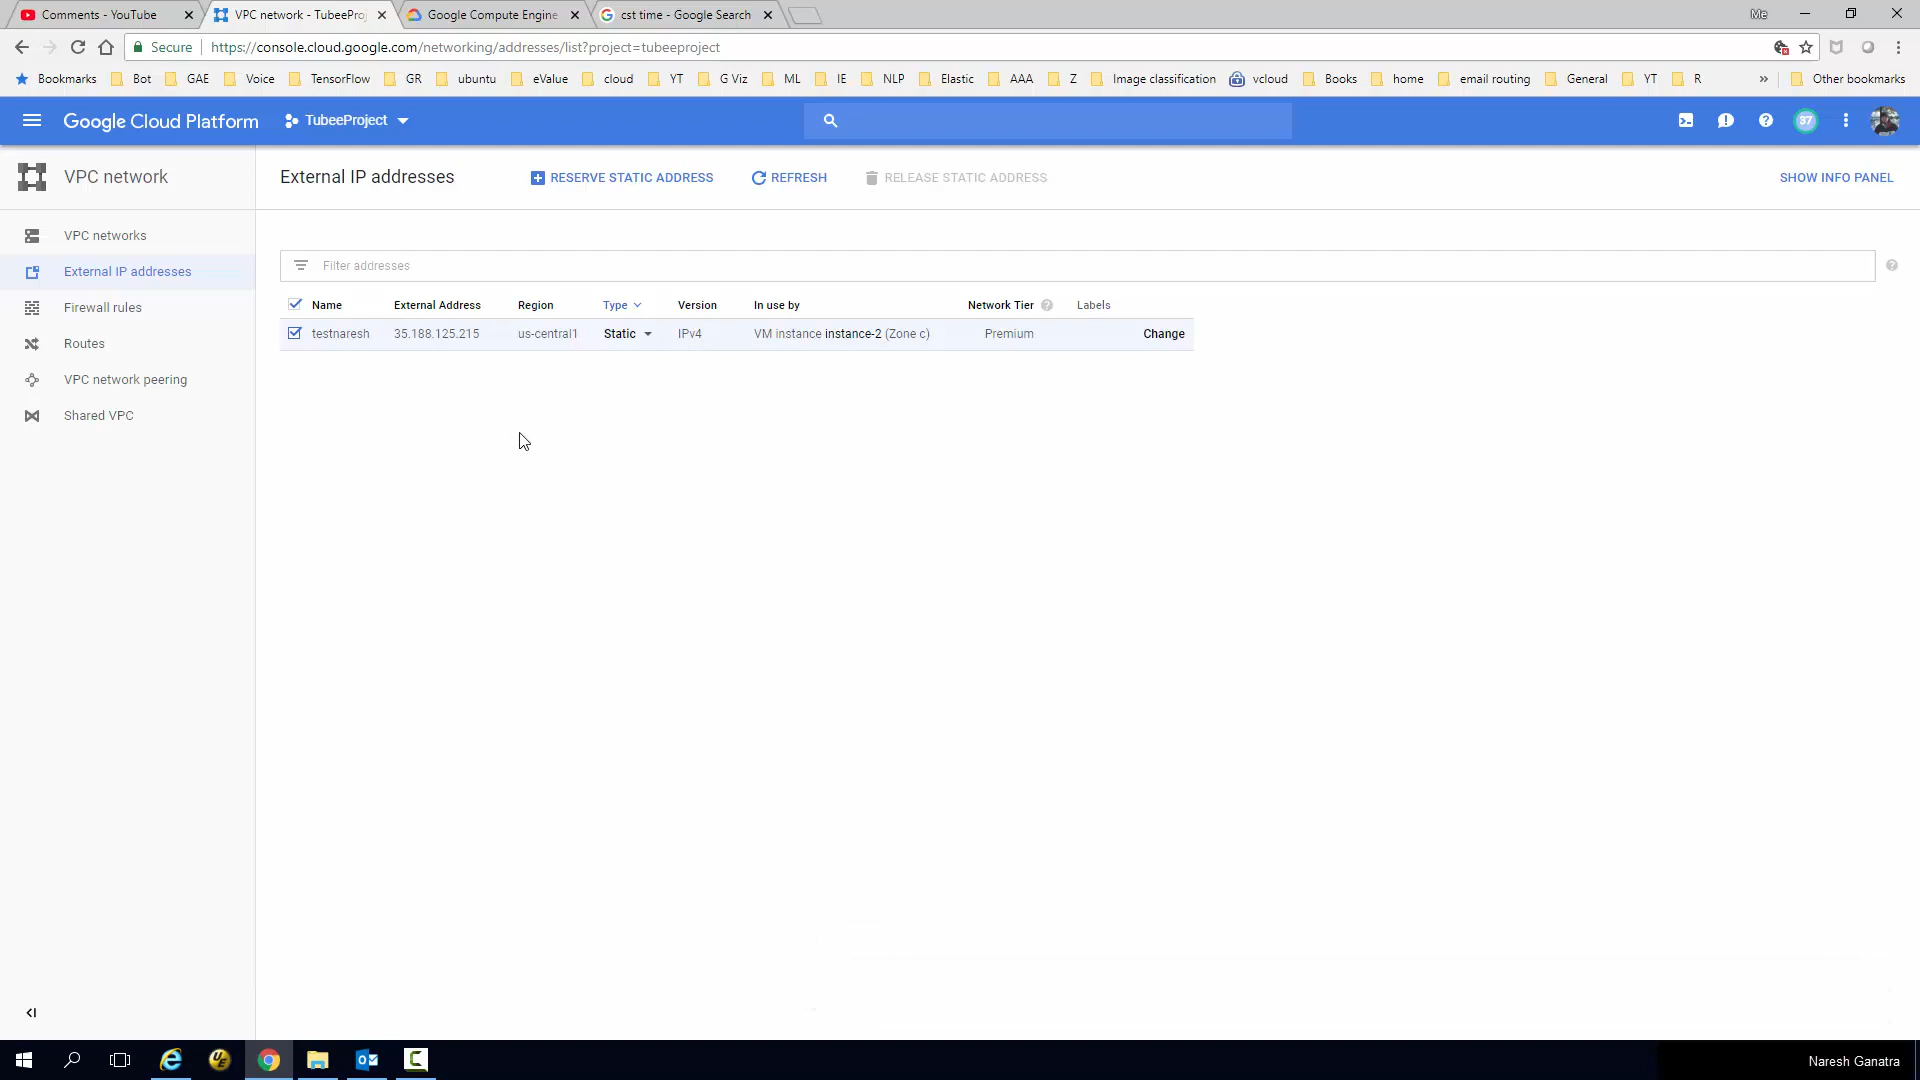 Comments - YouTube
VPC network - TubeeProj
Google Compute Engine
cst time - Google Search
Me
Secure
https://console.cloud.google.com/networking/addresses/list?project=tubeeproject
Bookmarks Bot GAE Voice TensorFlow GR ubuntu eValue cloud YT G Viz ML IE NLP Elastic AAA Z Image classification vcloud Books home email routing General YT R » Other bookmarks
Google Cloud Platform
TubeeProject
37
VPC network
External IP addresses
RESERVE STATIC ADDRESS
REFRESH
RELEASE STATIC ADDRESS
SHOW INFO PANEL
VPC networks
External IP addresses
Firewall rules
Routes
VPC network peering
Shared VPC
Filter addresses
Name External Address Region Type Version In use by Network Tier Labels
testnaresh 35.188.125.215 us-central1 Static IPv4 VM instance instance-2 (Zone c) Premium Change
Naresh Ganatra